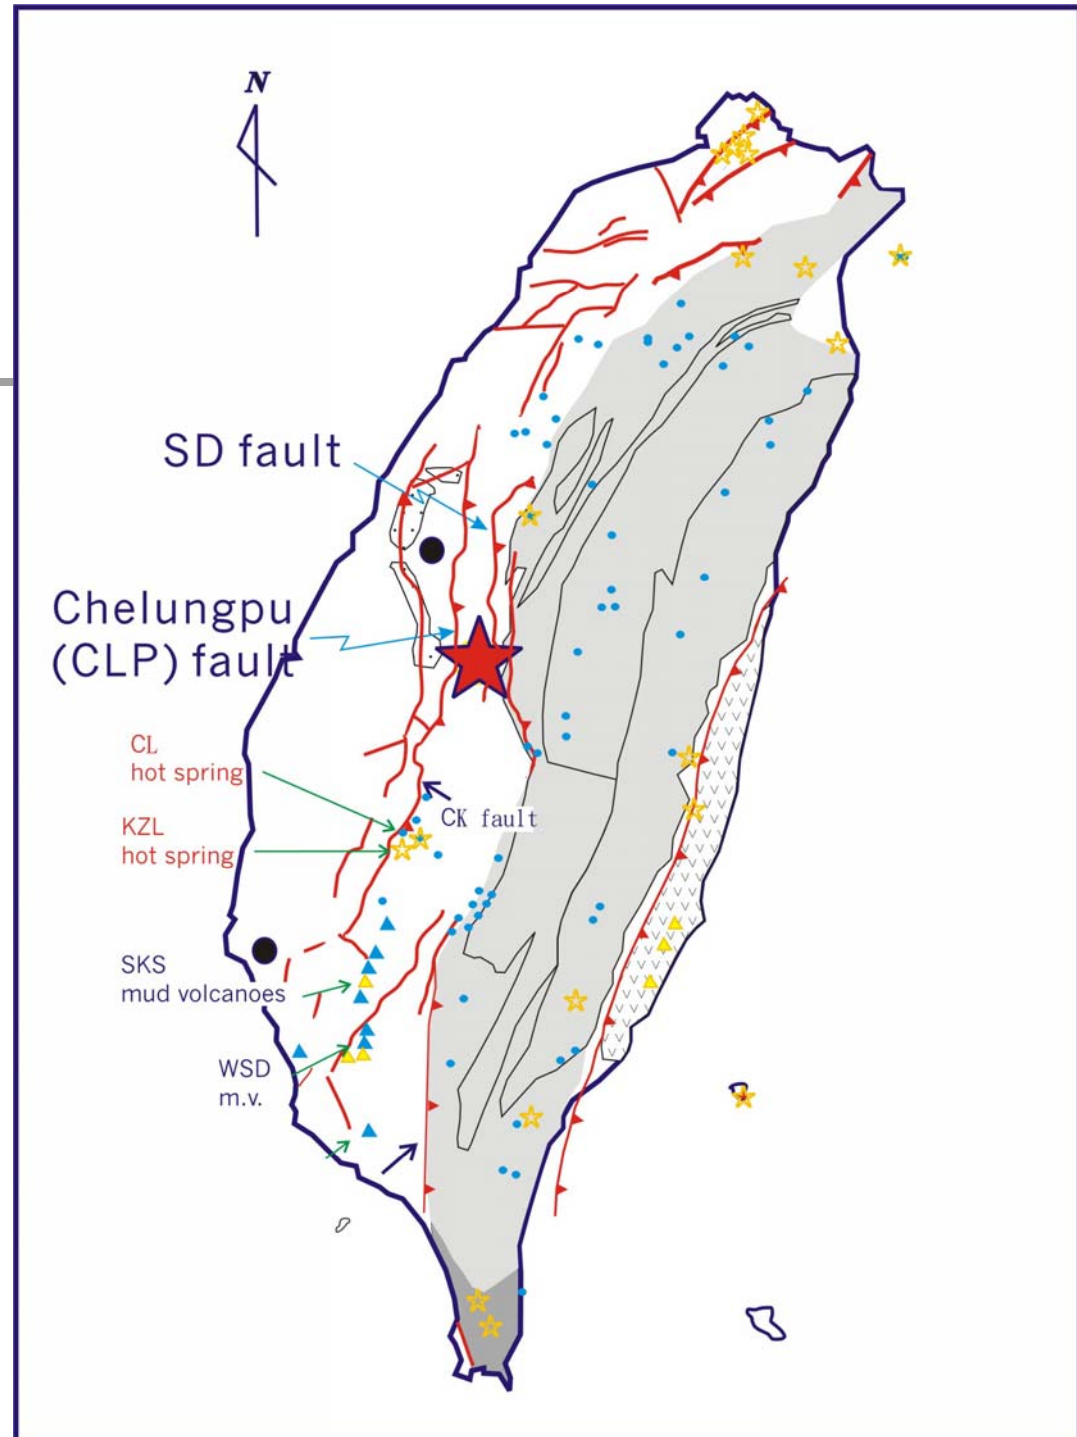 N
SD fault
Chelungpu
(CLP) fault
CL
hot spring
CK fault
KZL
hot spring
SKS
mud volcanoes
WSD
m.v.